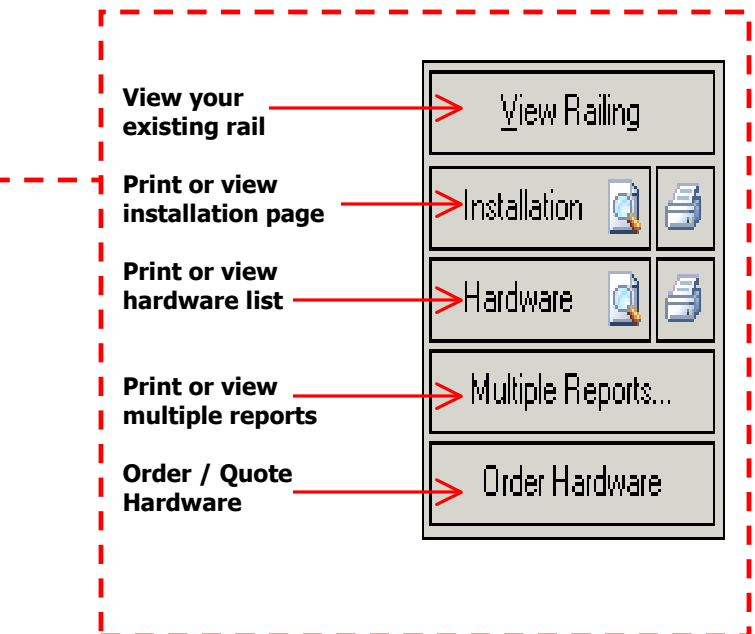 View your
existing rail
View Railing
Print or view
installation page
Installation
Print or view
hardware list
Hardware
Print or view
multiple reports
Multiple Reports...
Order / Quote
Hardware
Order Hardware